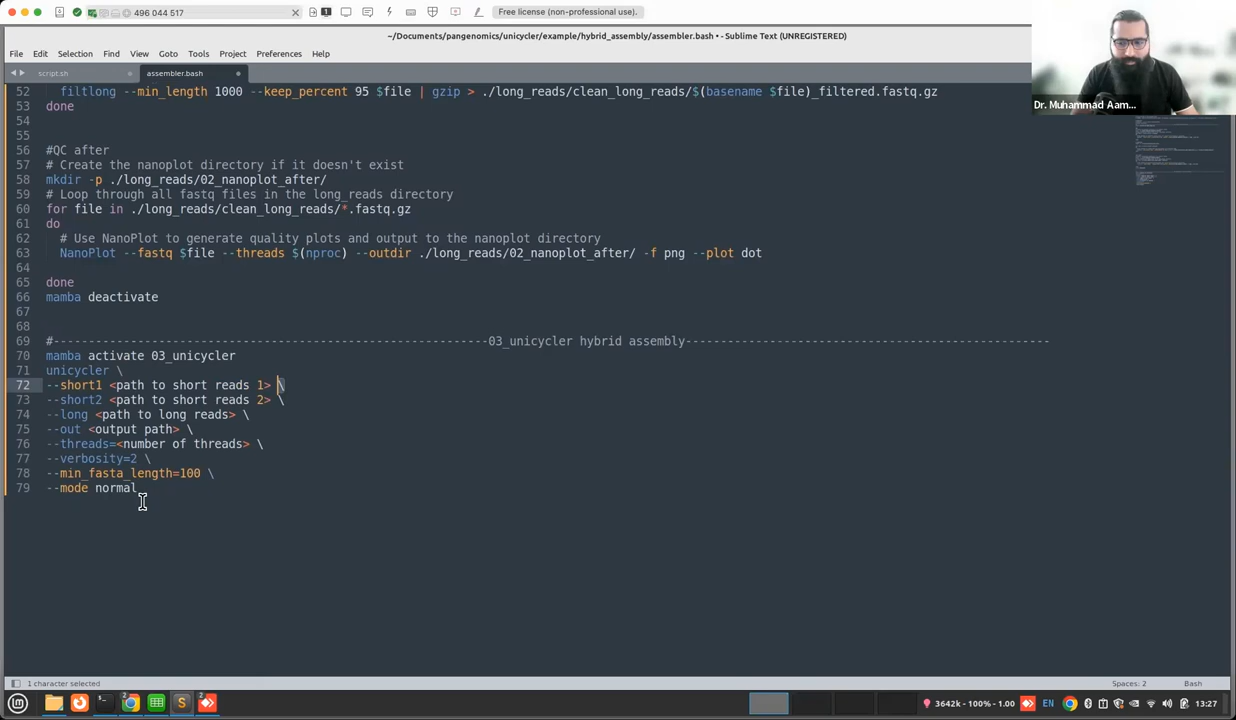 496 044 517
Free license (non-professional use).
~/Documents/pangenomics/unicycler/example/hybrid_assembly/assembler.bash • - Sublime Text (UNREGISTERED)
File Edit Selection Find View Goto Tools Project Preferences Help
script.sh
assembler.bash
52 filtlong --min_length 1000 --keep_percent 95 $file | gzip > ./long_reads/clean_long_reads/$(basename $file)_filtered.fastq.gz
53 done
54
55
56 #QC after
57 # Create the nanoplot directory if it doesn't exist
58 mkdir -p ./long_reads/02_nanoplot_after/
59 # Loop through all fastq files in the long_reads directory
60 for file in ./long_reads/clean_long_reads/*.fastq.gz
61 do
62 # Use NanoPlot to generate quality plots and output to the nanoplot directory
63 NanoPlot --fastq $file --threads $(nproc) --outdir ./long_reads/02_nanoplot_after/ -f png --plot dot
64
65 done
66 mamba deactivate
67
68
69 #---------------------------------------------------------------03_unicycler hybrid assembly----------------------------------------------------
70 mamba activate 03_unicycler
71 unicycler \
72 --short1 <path to short reads 1> \
73 --short2 <path to short reads 2> \
74 --long <path to long reads> \
75 --out <output path> \
76 --threads=<number of threads> \
77 --verbosity=2 \
78 --min_fasta_length=100 \
79 --mode normal
Dr. Muhammad Aam...
1 character selected
Spaces: 2
Bash
3642k - 100% - 1.00
EN
13:27